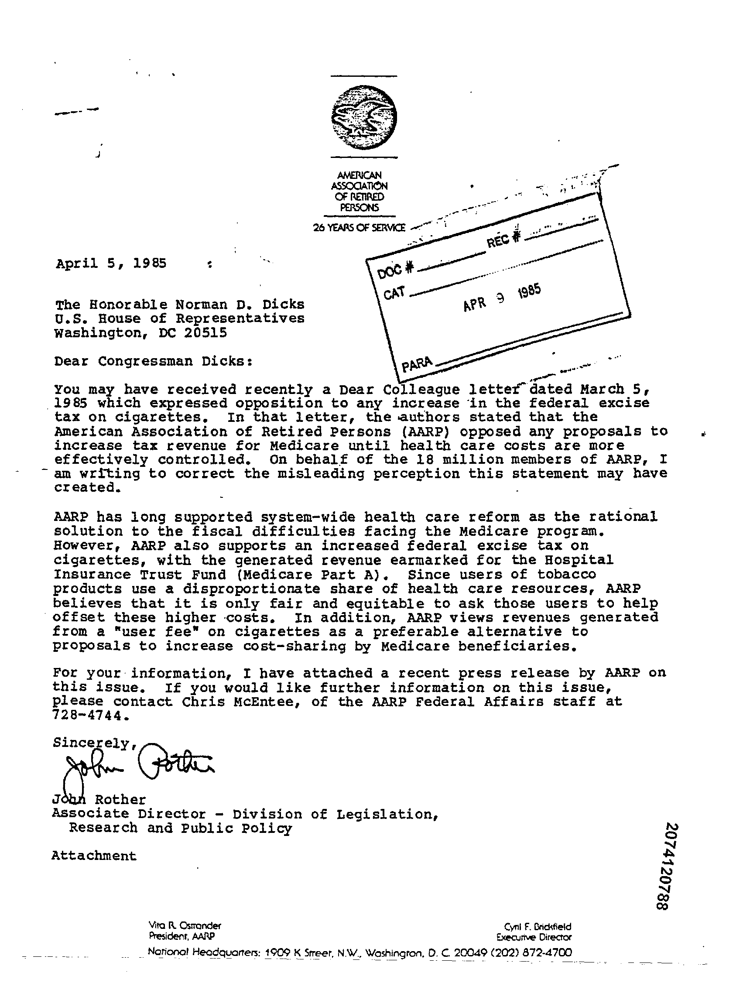 AMERICAN
ASSOCIATION
OF RETIRED
PERSONS
26 YEARS OF SERVICE
DOC # REC #
CAT
APR 9 1985
PARA
April 5, 1985
The Honorable Norman D. Dicks
U.S. House of Representatives
Washington, DC 20515
Dear Congressman Dicks:
You may have received recently a Dear Colleague letter dated March 5,
1985 which expressed opposition to any increase in the federal excise
tax on cigarettes. In that letter, the authors stated that the
American Association of Retired Persons (AARP) opposed any proposals to
increase tax revenue for Medicare until health care costs are more
effectively controlled. On behalf of the 18 million members of AARP, I
am writing to correct the misleading perception this statement may have
created.
AARP has long supported system-wide health care reform as the rational
solution to the fiscal difficulties facing the Medicare program.
However, AARP also supports an increased federal excise tax on
cigarettes, with the generated revenue earmarked for the Hospital
Insurance Trust Fund (Medicare Part A). Since users of tobacco
products use a disproportionate share of health care resources, AARP
believes that it is only fair and equitable to ask those users to help
offset these higher costs. In addition, AARP views revenues generated
from a "user fee" on cigarettes as a preferable alternative to
proposals to increase cost-sharing by Medicare beneficiaries.
For your information, I have attached a recent press release by AARP on
this issue. If you would like further information on this issue,
please contact Chris McEntee, of the AARP Federal Affairs staff at
728-4744.
Sincerely,
John Rother
John Rother
Associate Director - Division of Legislation,
Research and Public Policy
Attachment
2074120788
Vita R. Ostrander Cyril F. Brickfield
President, AARP Executive Director
National Headquarters: 1909 K Street, N.W., Washington, D. C. 20049 (202) 872-4700